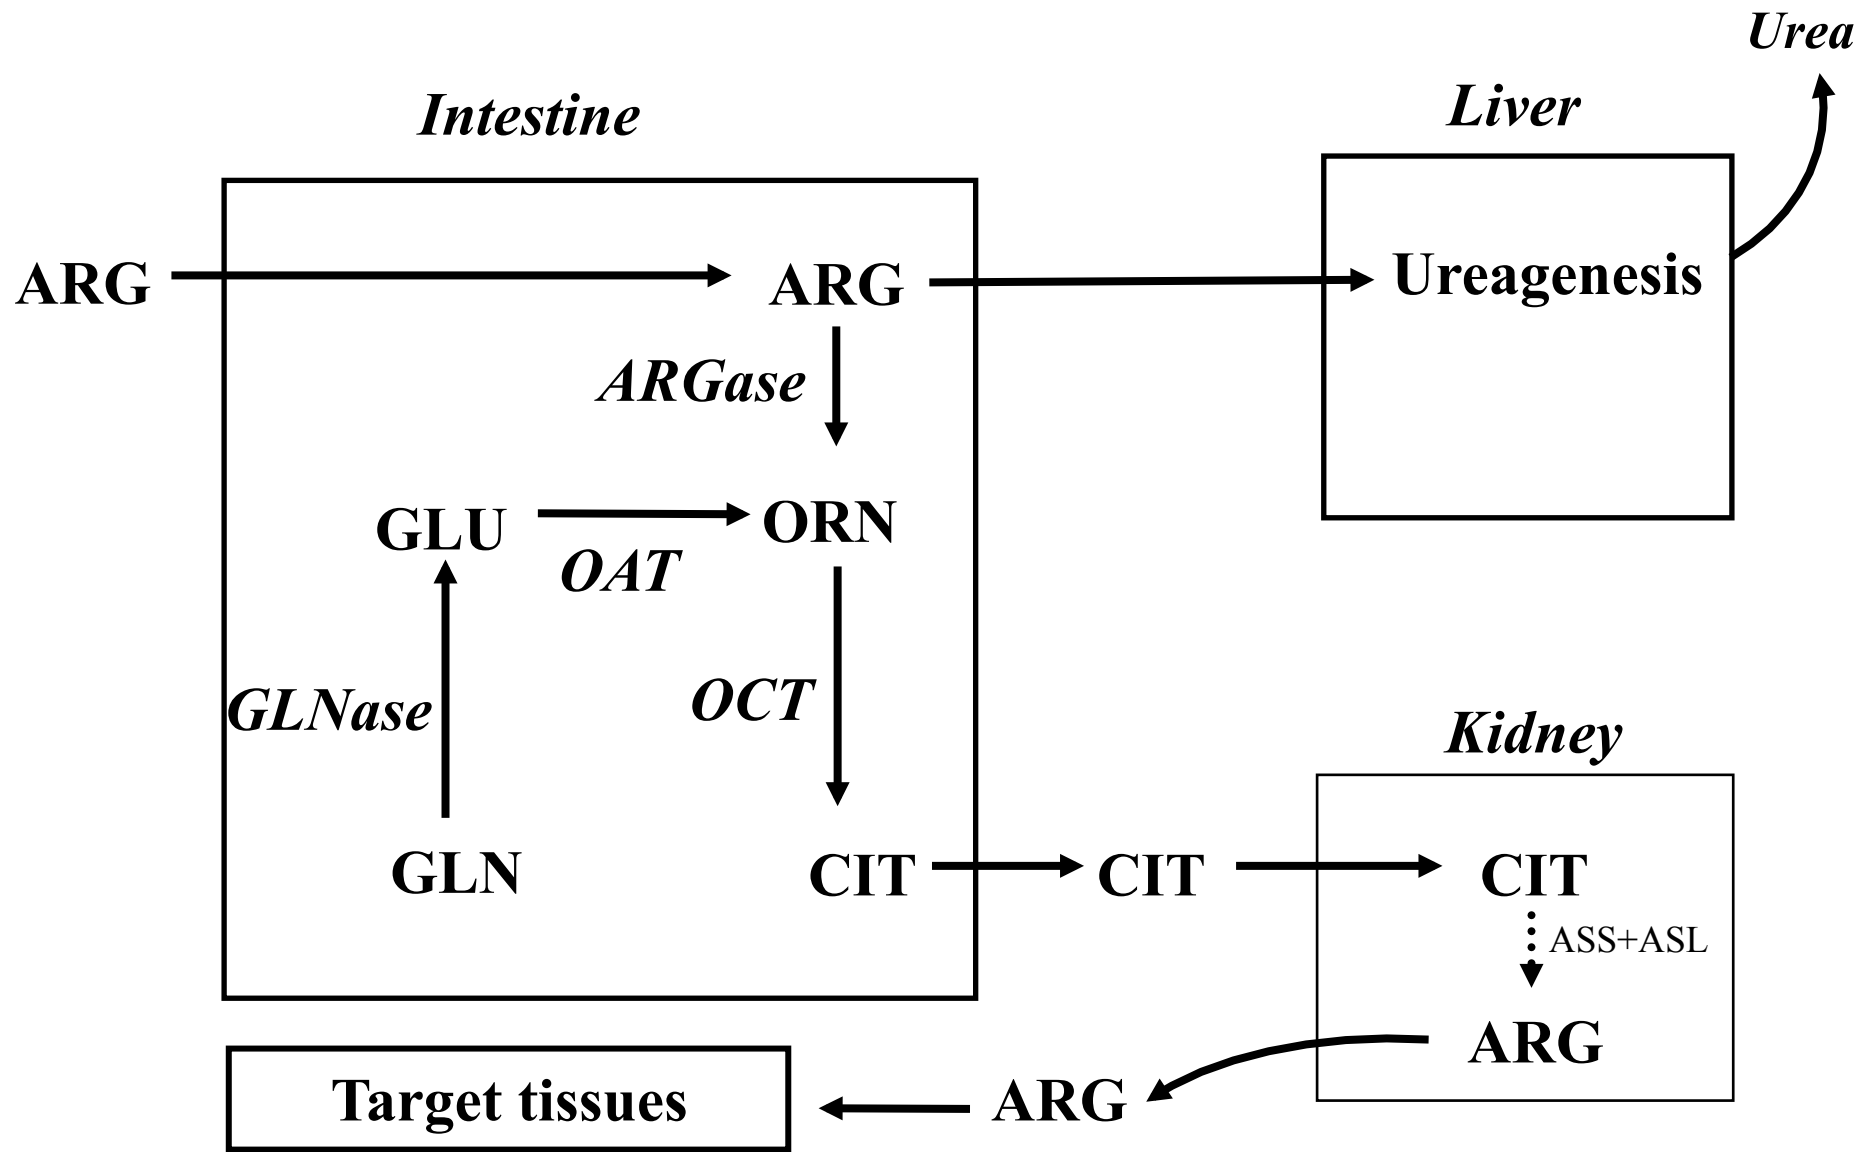 Urea
Intestine
Liver
ARG
ARG
Ureagenesis
ARGase
GLU
ORN
OAT
GLNase
OCT
Kidney
GLN
CIT
CIT
CIT
ASS+ASL
ARG
Target tissues
ARG